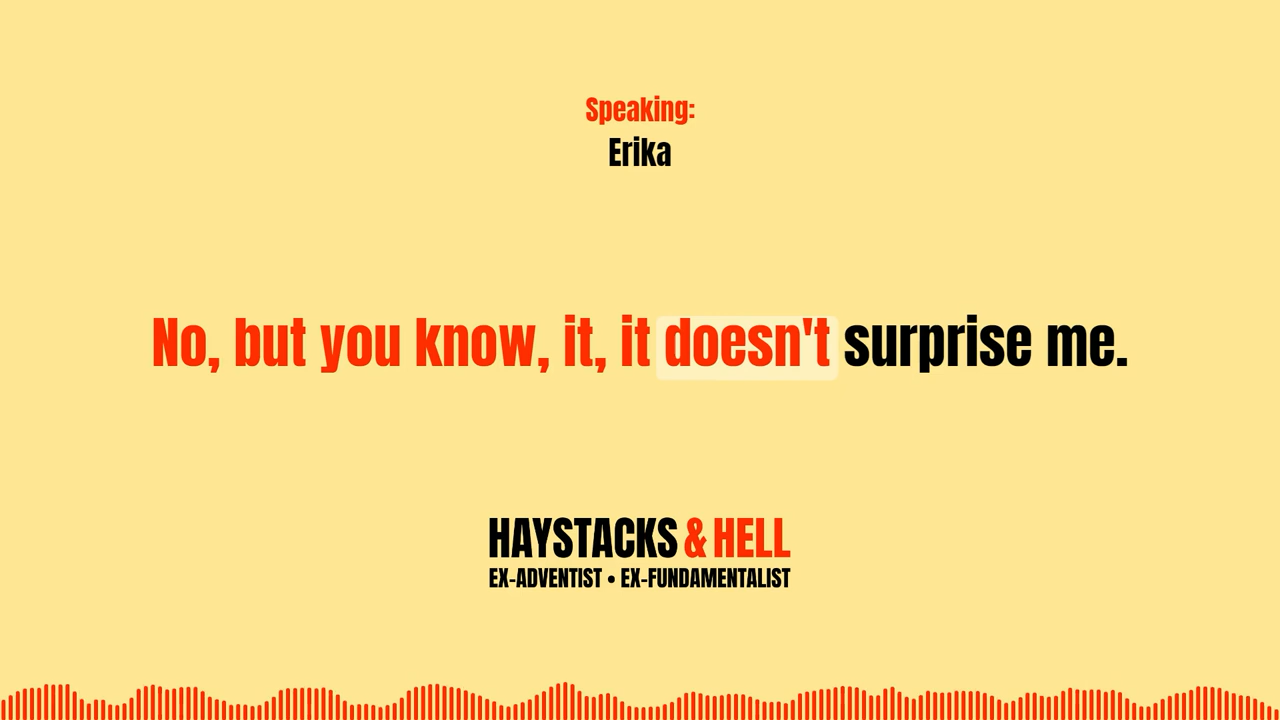 Speaking:
Erika
No, but you know, it, it doesn't surprise me.
HAYSTACKS & HELL
EX-ADVENTIST • EX-FUNDAMENTALIST